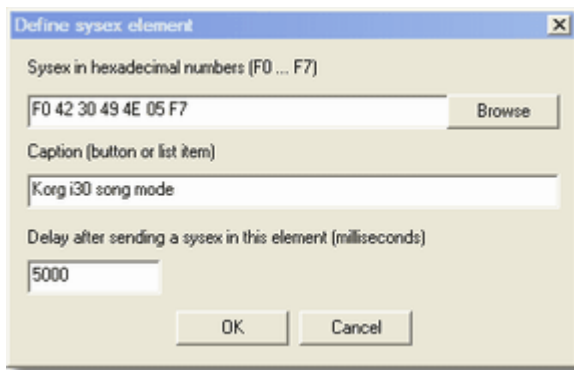 Define sysex element
Sysex in hexadecimal numbers (F0 ... F7)
F0 42 30 49 4E 05 F7
Browse
Caption (button or list item)
Korg i30 song mode
Delay after sending a sysex in this element (milliseconds)
5000
OK
Cancel